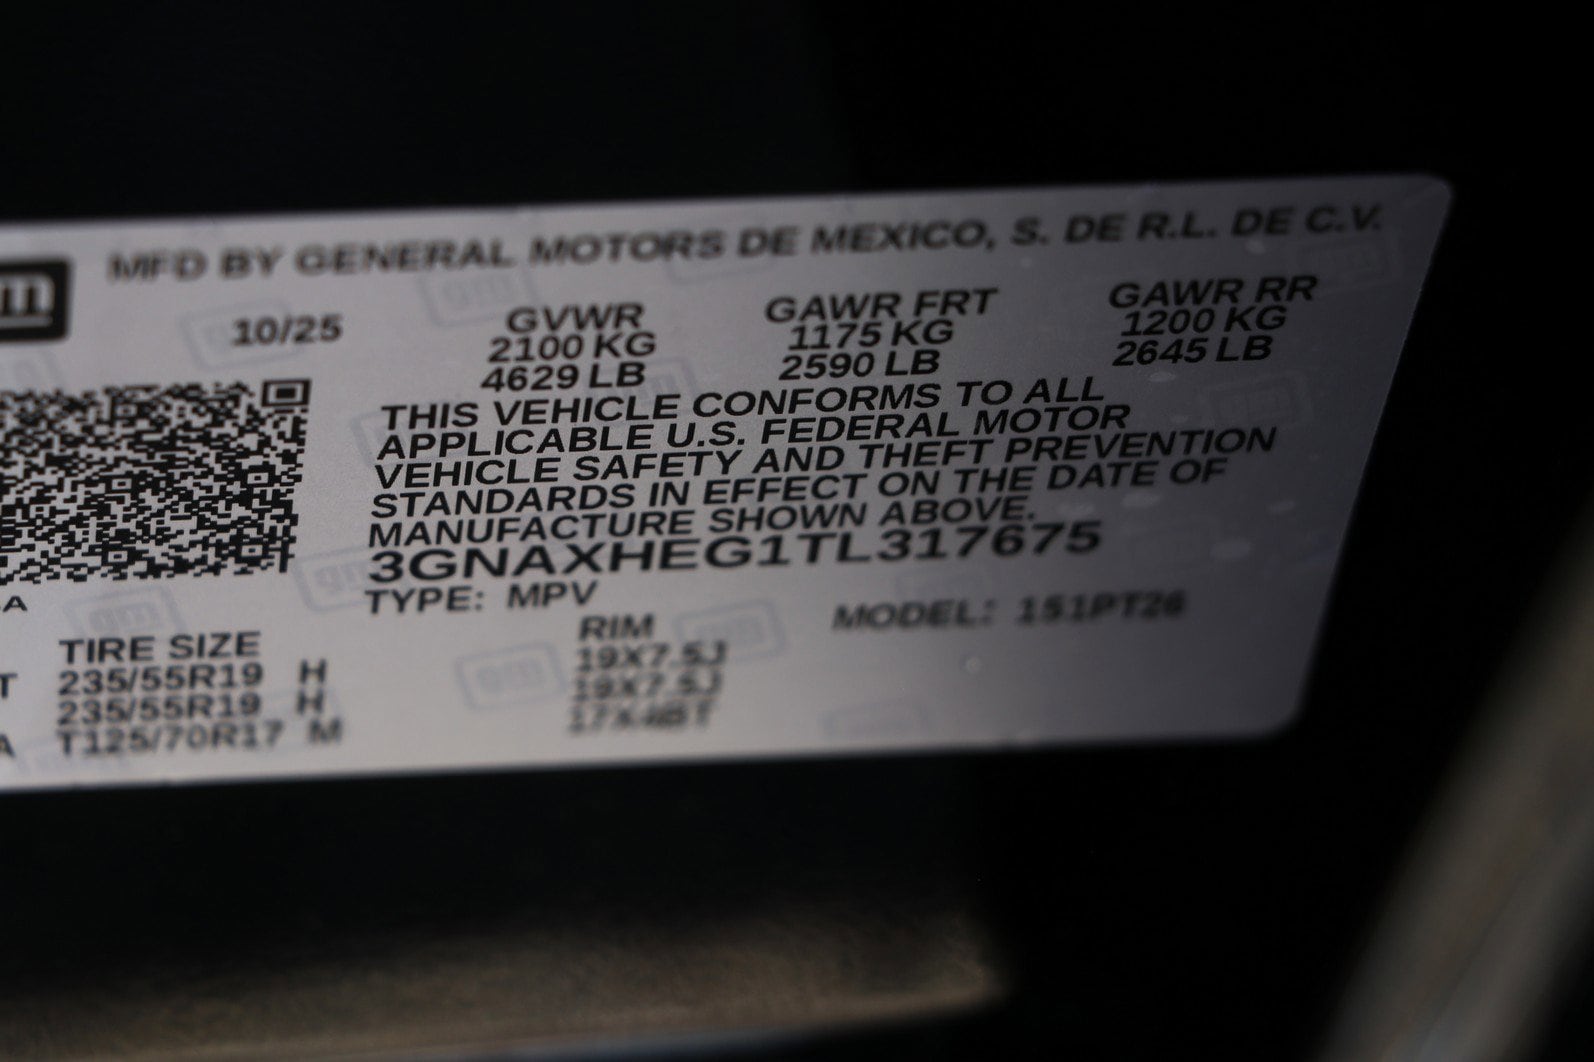 gm
MFD BY GENERAL MOTORS DE MEXICO, S. DE R.L. DE C.V.
10/25 GVWR GAWR FRT GAWR RR
2100 KG 1175 KG 1200 KG
4629 LB 2590 LB 2645 LB
THIS VEHICLE CONFORMS TO ALL
APPLICABLE U.S. FEDERAL MOTOR
VEHICLE SAFETY AND THEFT PREVENTION
STANDARDS IN EFFECT ON THE DATE OF
MANUFACTURE SHOWN ABOVE.
3GNAXHEG1TL317675
TYPE: MPV MODEL: 151PT26
TIRE SIZE RIM
T 235/55R19 H 19X7.5J
235/55R19 H 19X7.5J
A T125/70R17 M 17X4BT